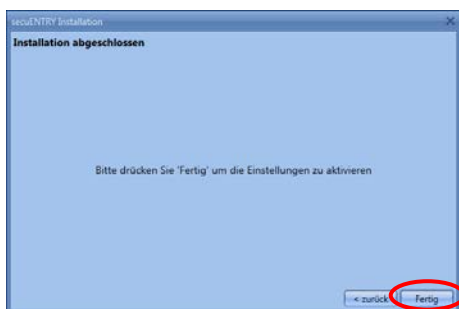 secuENTRY Installation
Installation abgeschlossen
Bitte drücken Sie 'Fertig' um die Einstellungen zu aktivieren
< zurück
Fertig